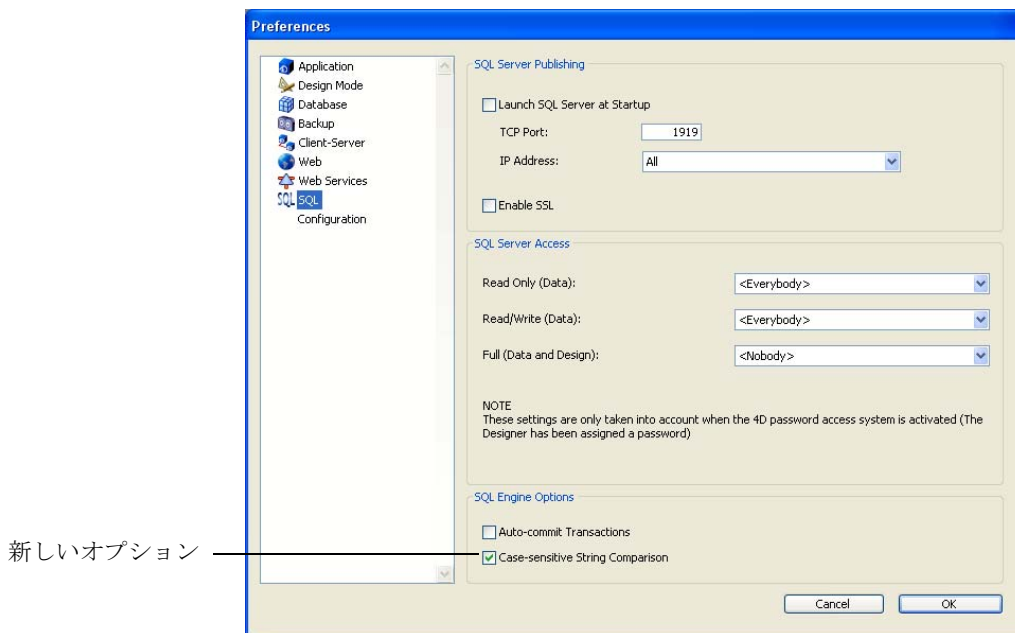 Preferences
Application
Design Mode
Database
Backup
Client-Server
Web
Web Services
SQL SQL
Configuration
SQL Server Publishing
Launch SQL Server at Startup
TCP Port: 1919
IP Address: All
Enable SSL
SQL Server Access
Read Only (Data): <Everybody>
Read/Write (Data): <Everybody>
Full (Data and Design): <Nobody>
NOTE
These settings are only taken into account when the 4D password access system is activated (The
Designer has been assigned a password)
SQL Engine Options
Auto-commit Transactions
新しいオプション
Case-sensitive String Comparison
Cancel OK